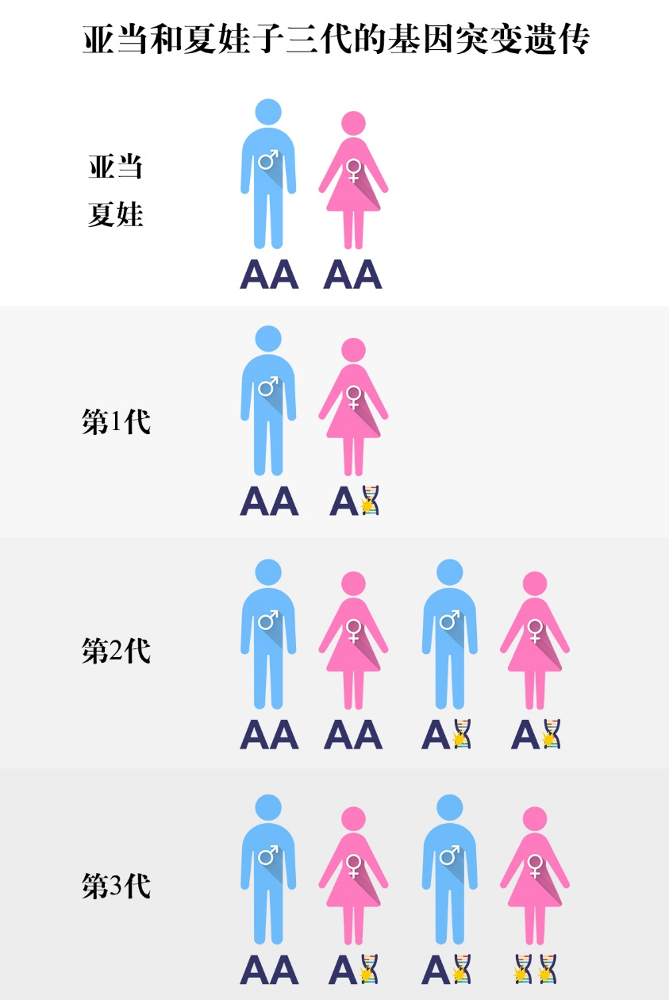 亚当和夏娃子三代的基因突变遗传
亚当
夏娃
♂ ♀
AA AA
第1代
♂ ♀
AA A
第2代
♂ ♀ ♂ ♀
AA AA A A
第3代
♂ ♀ ♂ ♀
AA A A